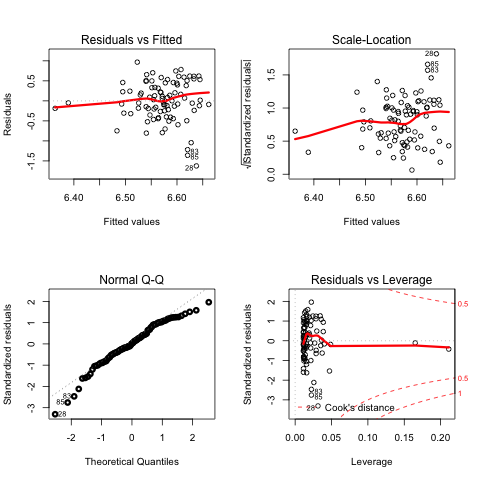 Residuals vs Fitted
Residuals
0.5
-0.5
-1.5
83
85
28
6.40 6.50 6.60
Fitted values
Scale-Location
√|Standardized residuals|
1.5
1.0
0.5
0.0
28
85
83
6.40 6.50 6.60
Fitted values
Normal Q-Q
Standardized residuals
2
1
0
-1
-2
-3
83
85
28
-2 -1 0 1 2
Theoretical Quantiles
Residuals vs Leverage
Standardized residuals
2
1
0
-1
-2
-3
0.5
0.5
1
83
85
28
Cook's distance
0.00 0.05 0.10 0.15 0.20
Leverage